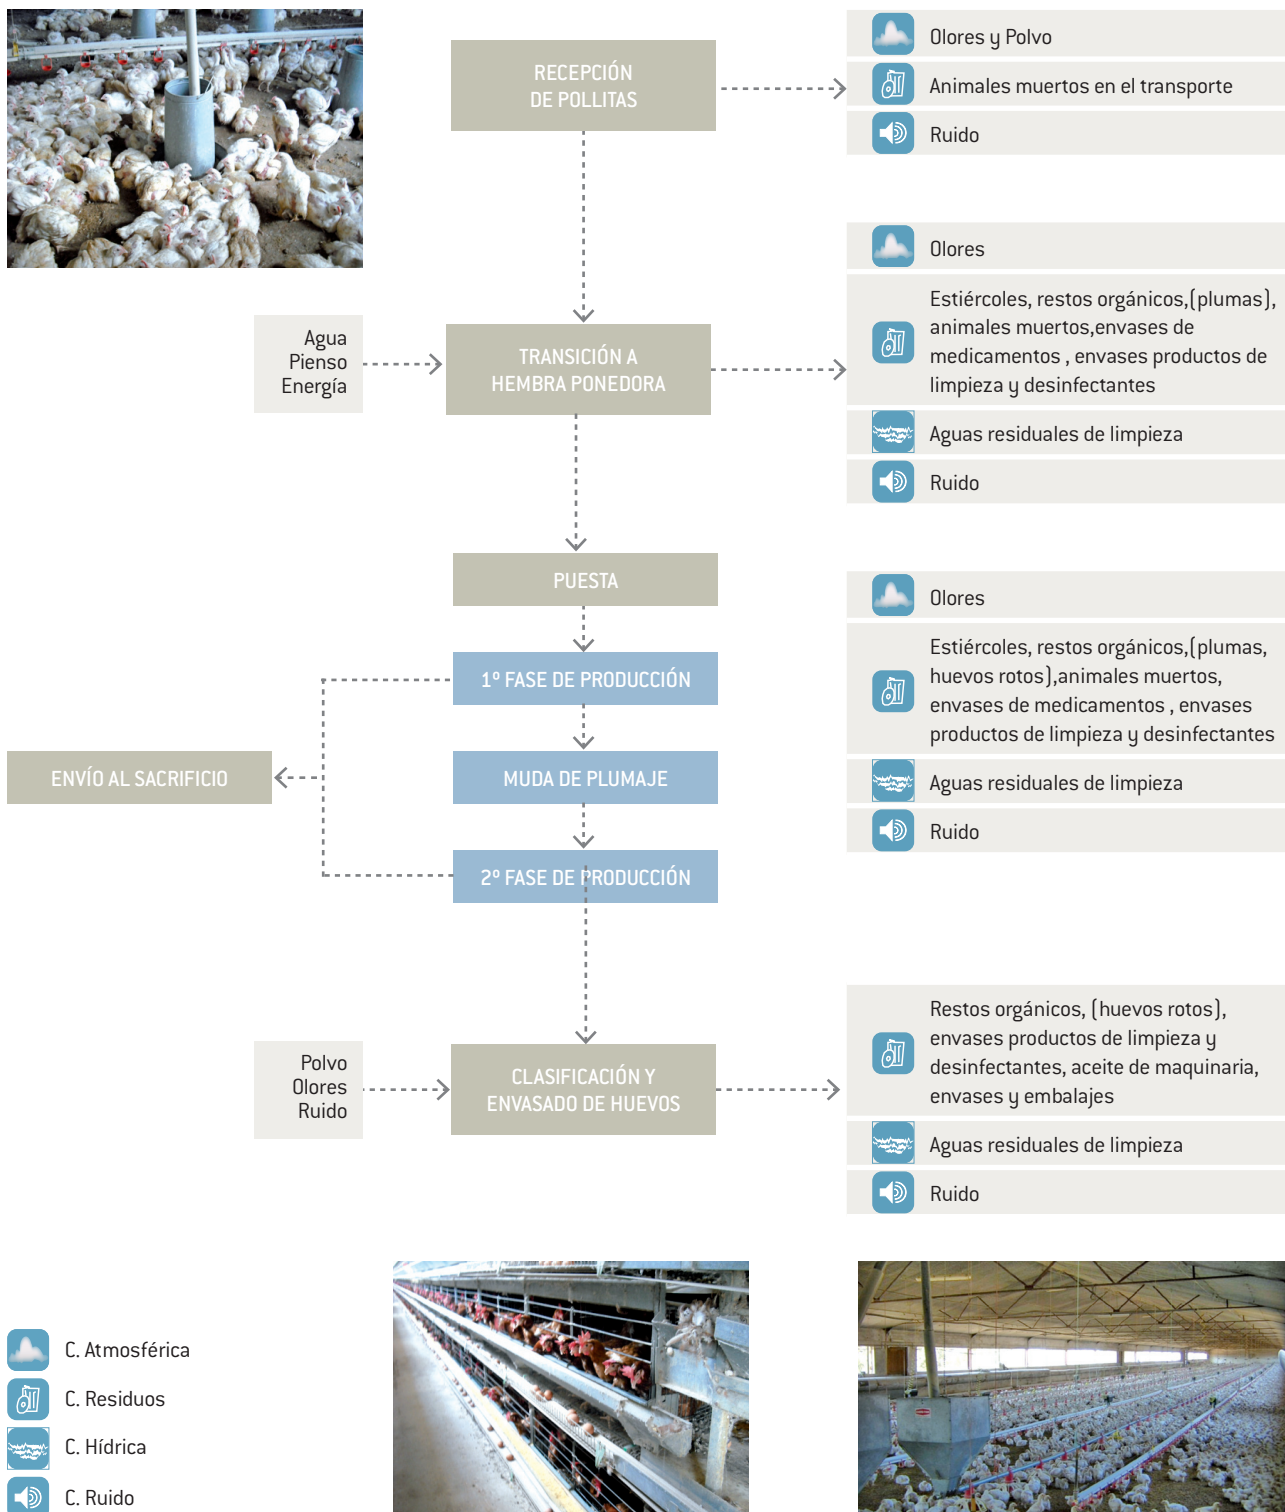 RECEPCIÓN
DE POLLITAS
Olores y Polvo
Animales muertos en el transporte
Ruido
Agua
Pienso
Energía
TRANSICIÓN A
HEMBRA PONEDORA
Olores
Estiércoles, restos orgánicos,(plumas),
animales muertos,envases de
medicamentos , envases productos de
limpieza y desinfectantes
Aguas residuales de limpieza
Ruido
PUESTA
1º FASE DE PRODUCCIÓN
MUDA DE PLUMAJE
2º FASE DE PRODUCCIÓN
ENVÍO AL SACRIFICIO
Olores
Estiércoles, restos orgánicos,(plumas,
huevos rotos),animales muertos,
envases de medicamentos , envases
productos de limpieza y desinfectantes
Aguas residuales de limpieza
Ruido
Polvo
Olores
Ruido
CLASIFICACIÓN Y
ENVASADO DE HUEVOS
Restos orgánicos, (huevos rotos),
envases productos de limpieza y
desinfectantes, aceite de maquinaria,
envases y embalajes
Aguas residuales de limpieza
Ruido
C. Atmosférica
C. Residuos
C. Hídrica
C. Ruido